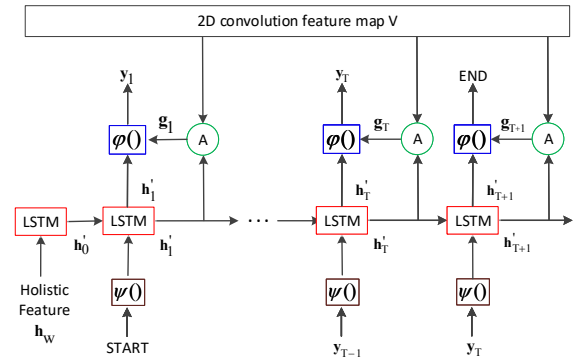 2D convolution feature map V
y1 yT END
g1 gT gT+1
φ() A φ() A φ() A
h'1 h'T h'T+1
LSTM LSTM ... LSTM LSTM
h'0 h'1 h'T h'T+1
Holistic Feature hW
ψ() ψ() ψ()
START yT−1 yT